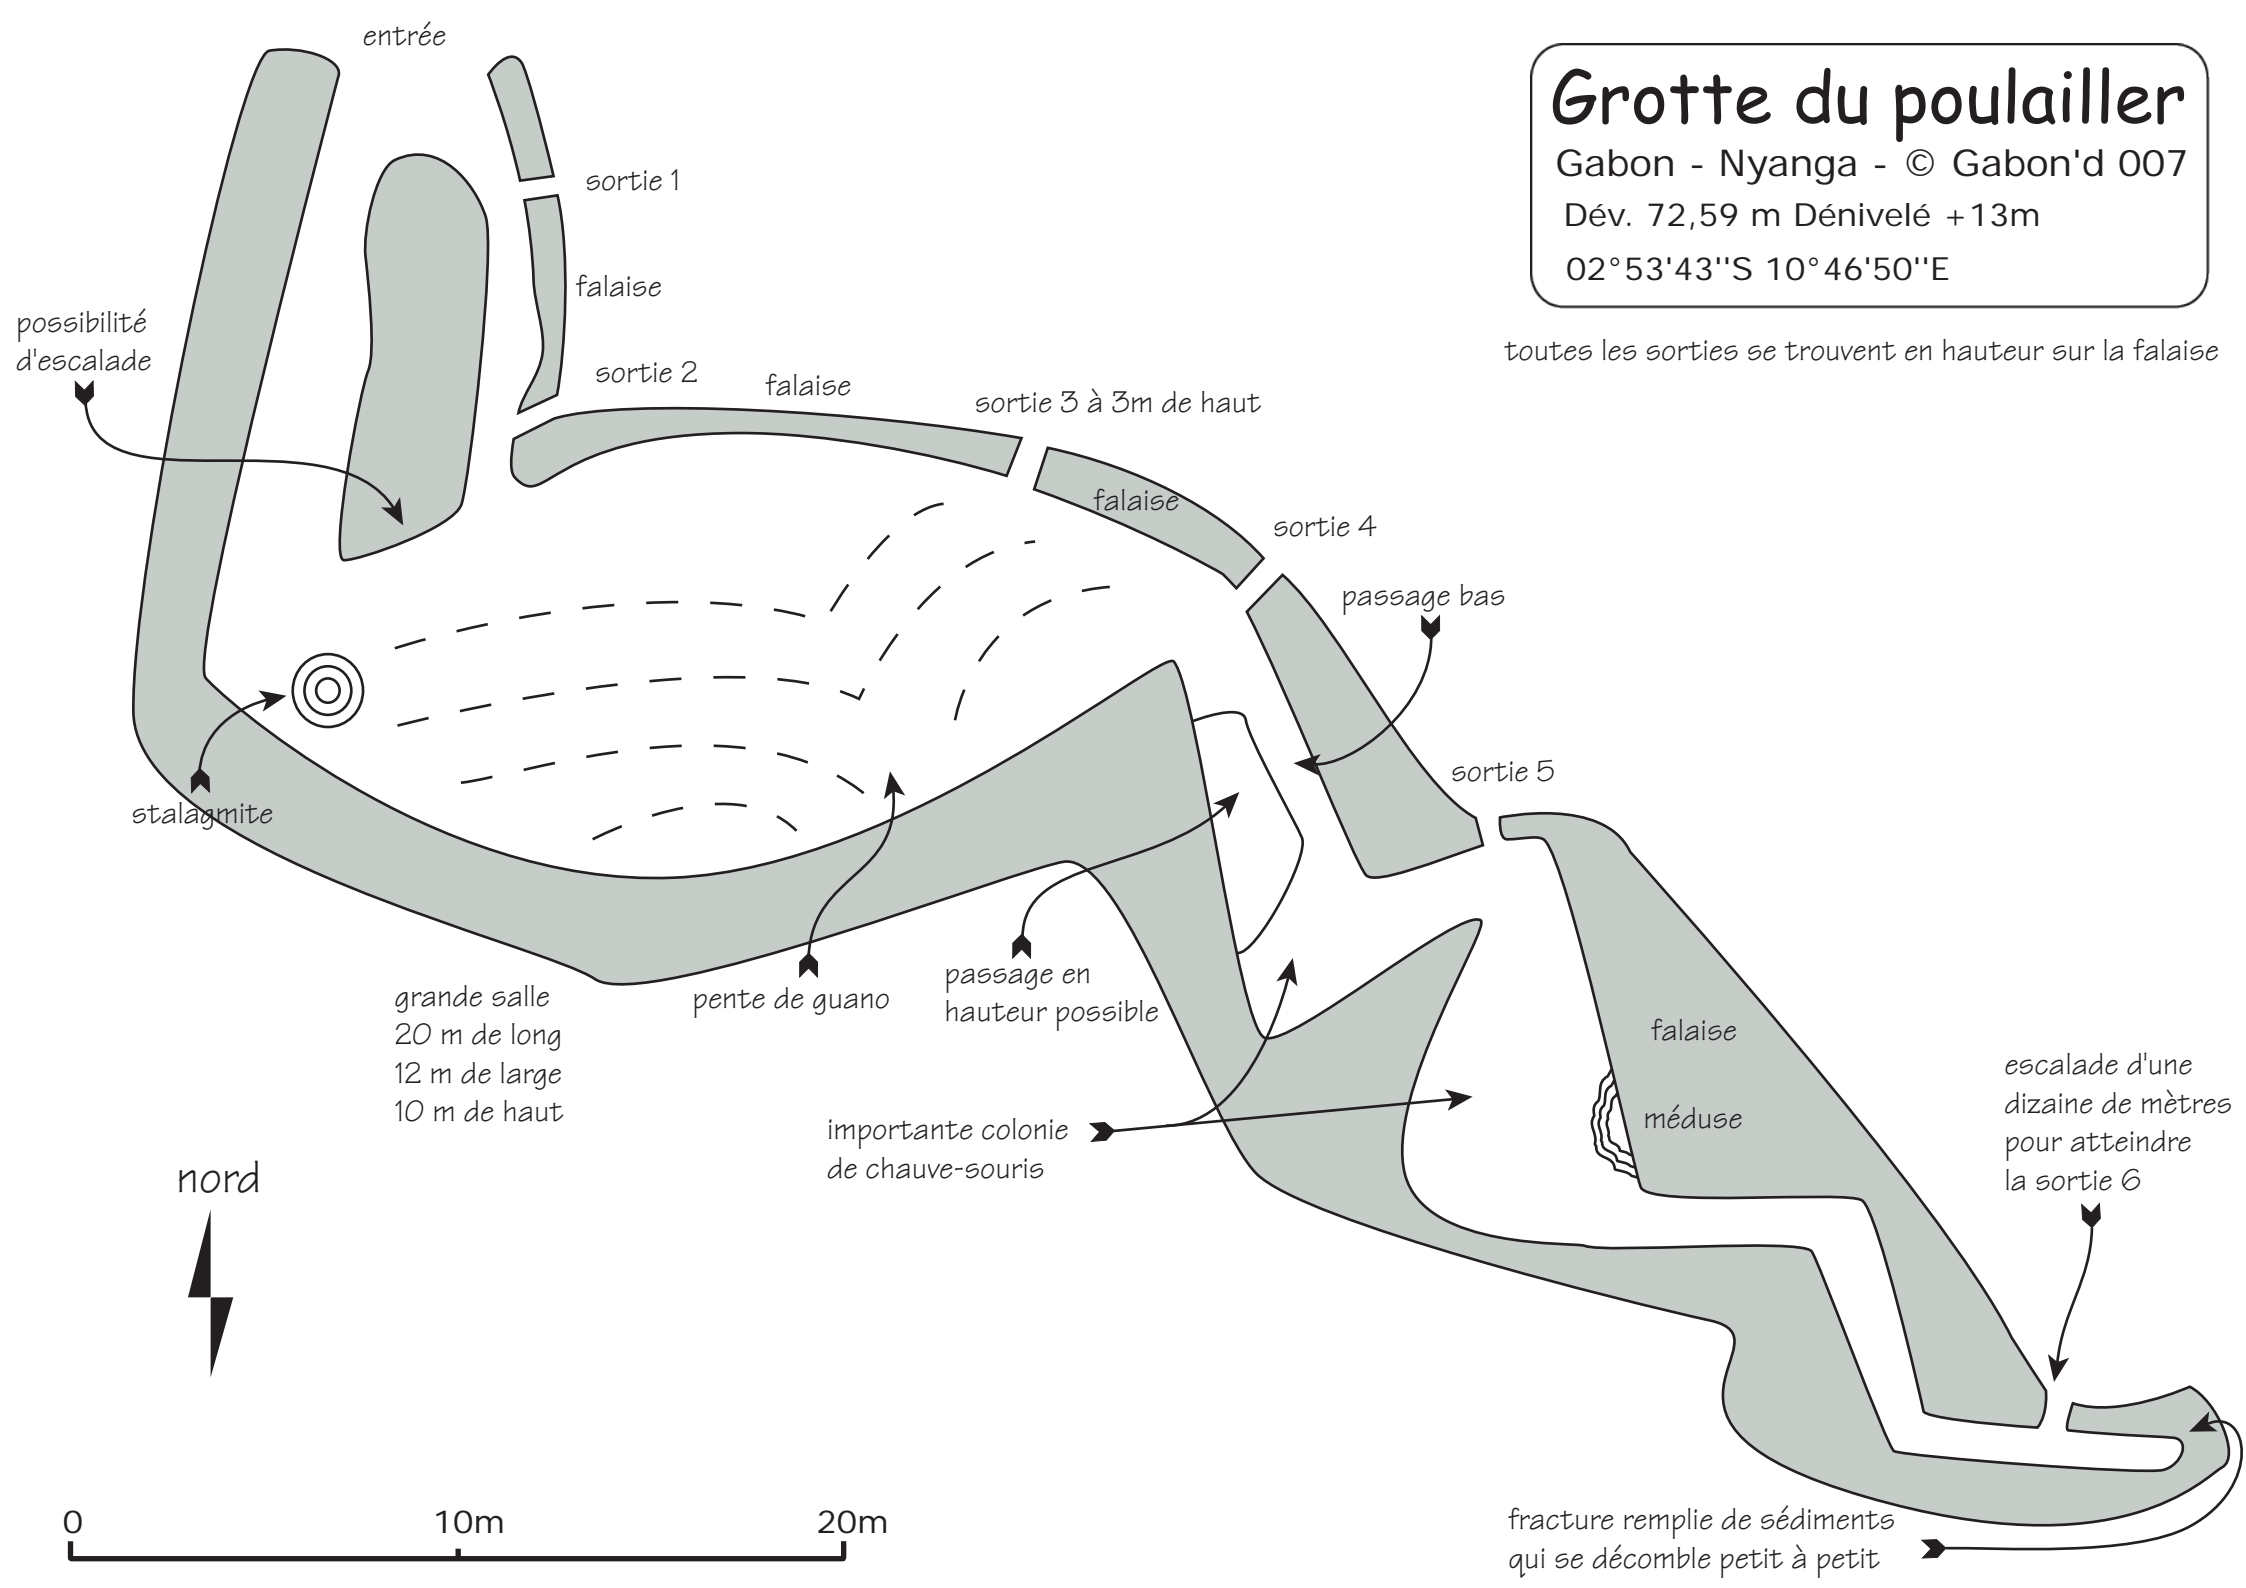 entrée
Grotte du poulailler
Gabon - Nyanga - © Gabon'd 007
Dév. 72,59 m Dénivelé +13m
02°53'43''S 10°46'50''E
toutes les sorties se trouvent en hauteur sur la falaise
sortie 1
falaise
possibilité
d'escalade
sortie 2
falaise
sortie 3 à 3m de haut
falaise
sortie 4
passage bas
sortie 5
stalagmite
grande salle
20 m de long
12 m de large
10 m de haut
pente de guano
passage en
hauteur possible
importante colonie
de chauve-souris
falaise
méduse
escalade d'une
dizaine de mètres
pour atteindre
la sortie 6
nord
0 10m 20m
fracture remplie de sédiments
qui se décomble petit à petit